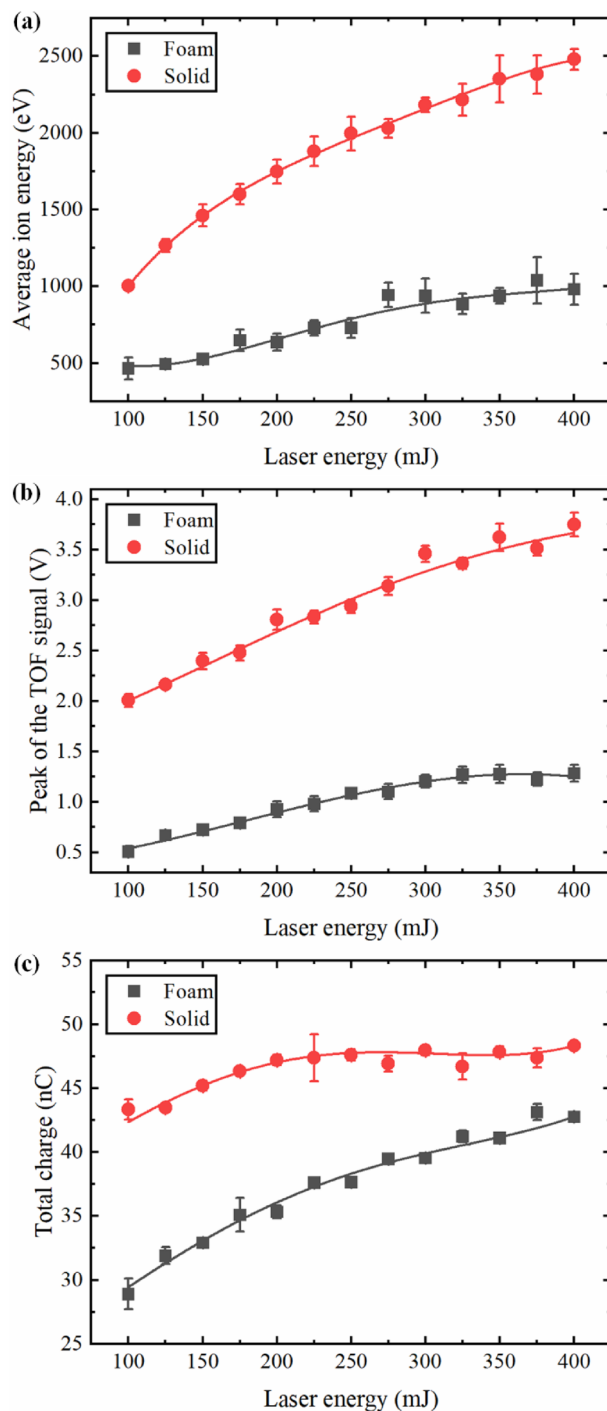 (a)
Foam
Solid
2500
2000
1500
1000
500
Average ion energy (eV)
100 150 200 250 300 350 400
Laser energy (mJ)
(b)
Foam
Solid
4.0
3.5
3.0
2.5
2.0
1.5
1.0
0.5
Peak of the TOF signal (V)
100 150 200 250 300 350 400
Laser energy (mJ)
(c)
Foam
Solid
55
50
45
40
35
30
25
Total charge (nC)
100 150 200 250 300 350 400
Laser energy (mJ)